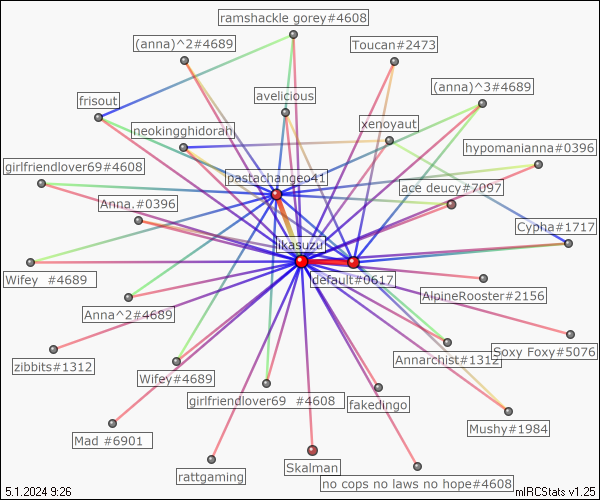 ramshackle gorey#4608
(anna)^2#4689
Toucan#2473
(anna)^3#4689
avelicious
frisout
xenoyaut
neokingghidorah
hypomanianna#0396
girlfriendlover69#4608
pastachangeo41
ace deucy#7097
Anna.#0396
Cypha#1717
likasuzu
Wifey #4689
default#0617
AlpineRooster#2156
Anna^2#4689
Soxy Foxy#5076
zibbits#1312
Annarchist#1312
Wifey#4689
girlfriendlover69 #4608
fakedingo
Mushy#1984
Mad #6901
Skalman
rattgaming
no cops no laws no hope#4608
5.1.2024 9:26
mIRCStats v1.25